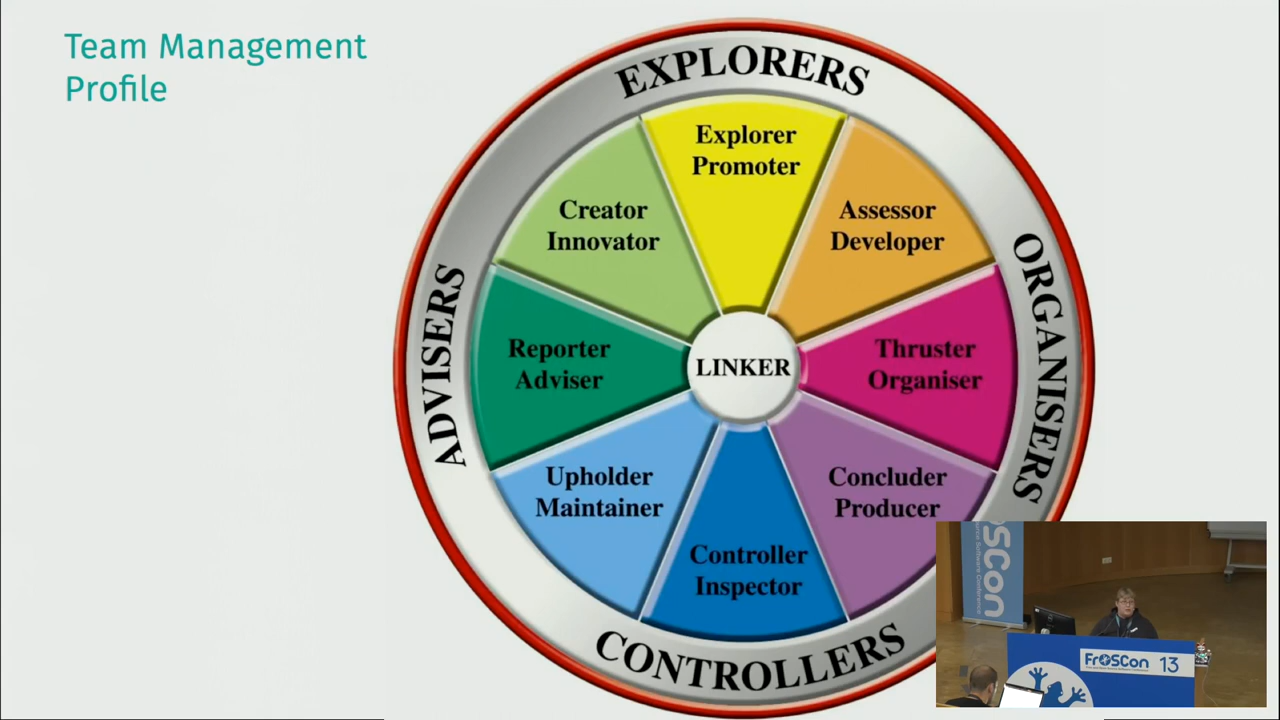 Team Management
Profile
EXPLORERS
Explorer
Promoter
Creator
Innovator
Assessor
Developer
ADVISERS
ORGANISERS
Reporter
Adviser
LINKER
Thruster
Organiser
Upholder
Maintainer
Concluder
Producer
Controller
Inspector
CONTROLLERS
SCon
FrOSCon 13